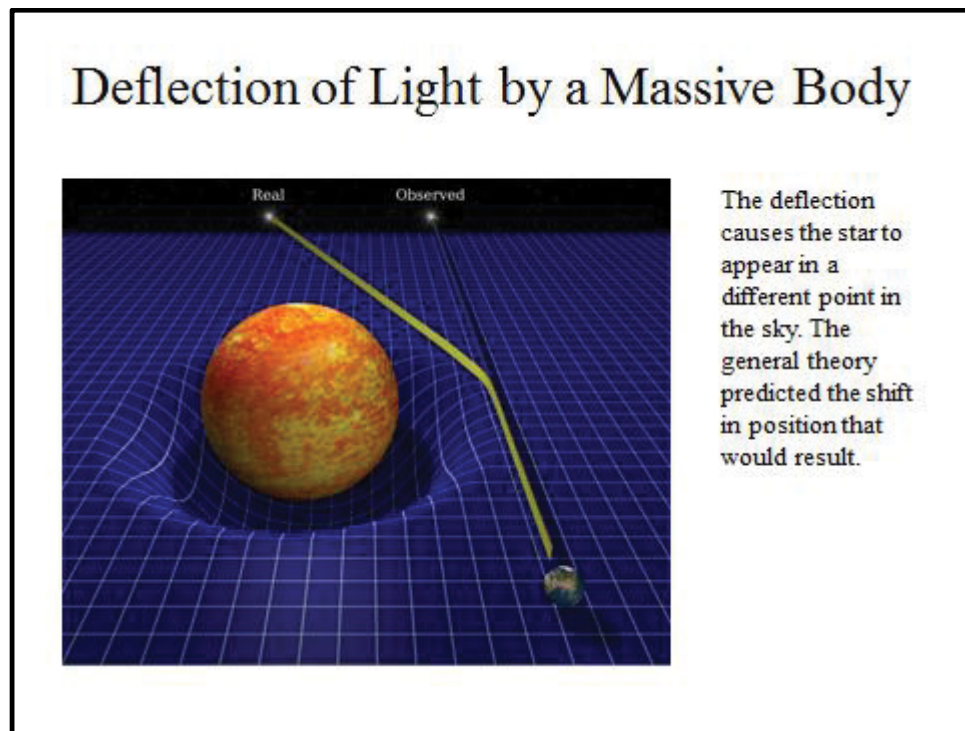 Deflection of Light by a Massive Body
Real
Observed
The deflection
causes the star to
appear in a
different point in
the sky. The
general theory
predicted the shift
in position that
would result.